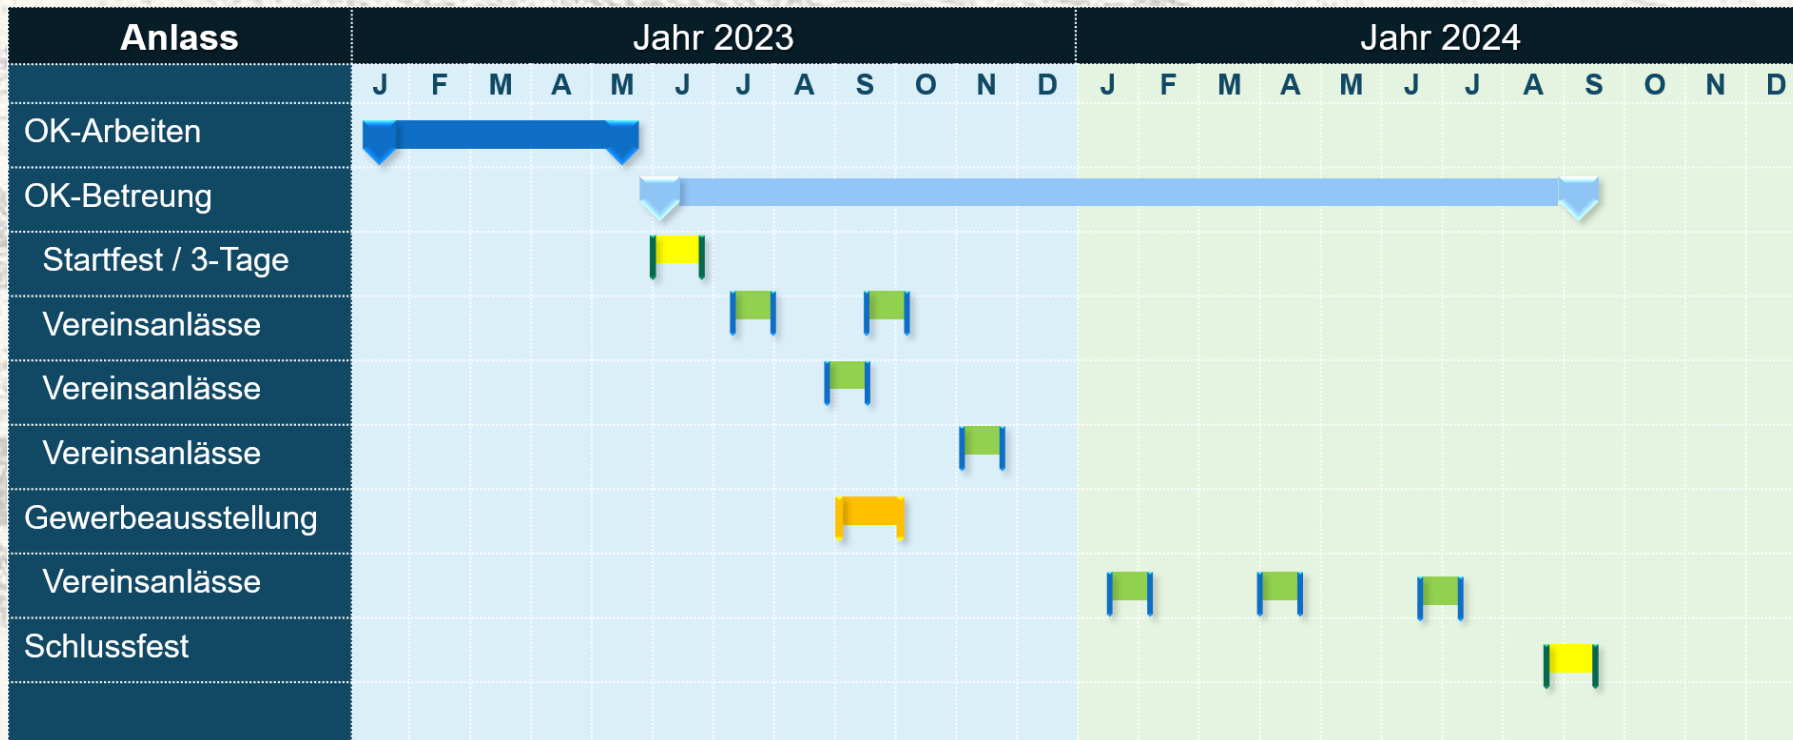 Anlass Jahr 2023 Jahr 2024
J F M A M J J A S O N D J F M A M J J A S O N D
OK-Arbeiten
OK-Betreung
Startfest / 3-Tage
Vereinsanlässe
Vereinsanlässe
Vereinsanlässe
Gewerbeausstellung
Vereinsanlässe
Schlussfest